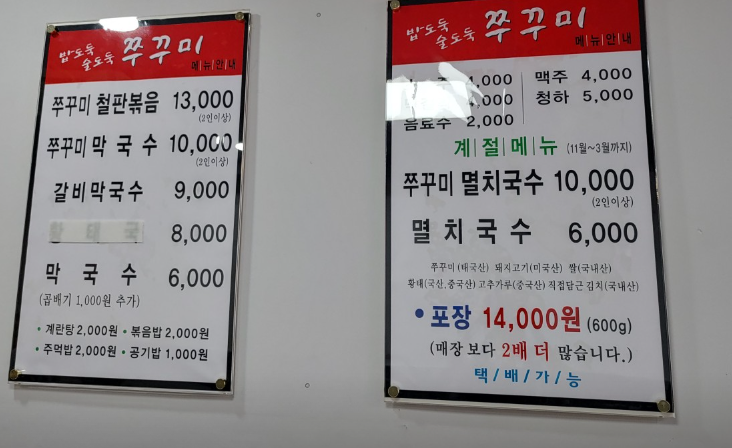 밥도둑
술도둑 쭈꾸미
메뉴안내
쭈꾸미 철판볶음 13,000
(2인이상)
쭈꾸미 막국수 10,000
(2인이상)
갈비막국수 9,000
8,000
막국수 6,000
(곱배기 1,000원 추가)
• 계란탕 2,000원 • 볶음밥 2,000원
• 주먹밥 2,000원 • 공기밥 1,000원
밥도둑
술도둑 쭈꾸미
메뉴안내
맥주 4,000
청하 5,000
음료수 2,000
계|절|메|뉴 (11월~3월까지)
쭈꾸미 멸치국수 10,000
(2인이상)
멸치국수 6,000
쭈꾸미(태국산) 돼지고기(미국산) 쌀(국내산)
황태(국산,중국산) 고추가루(중국산) 직접담근 김치(국내산)
• 포장 14,000원 (600g)
(매장 보다 2배 더 많습니다.)
택/배/가/능